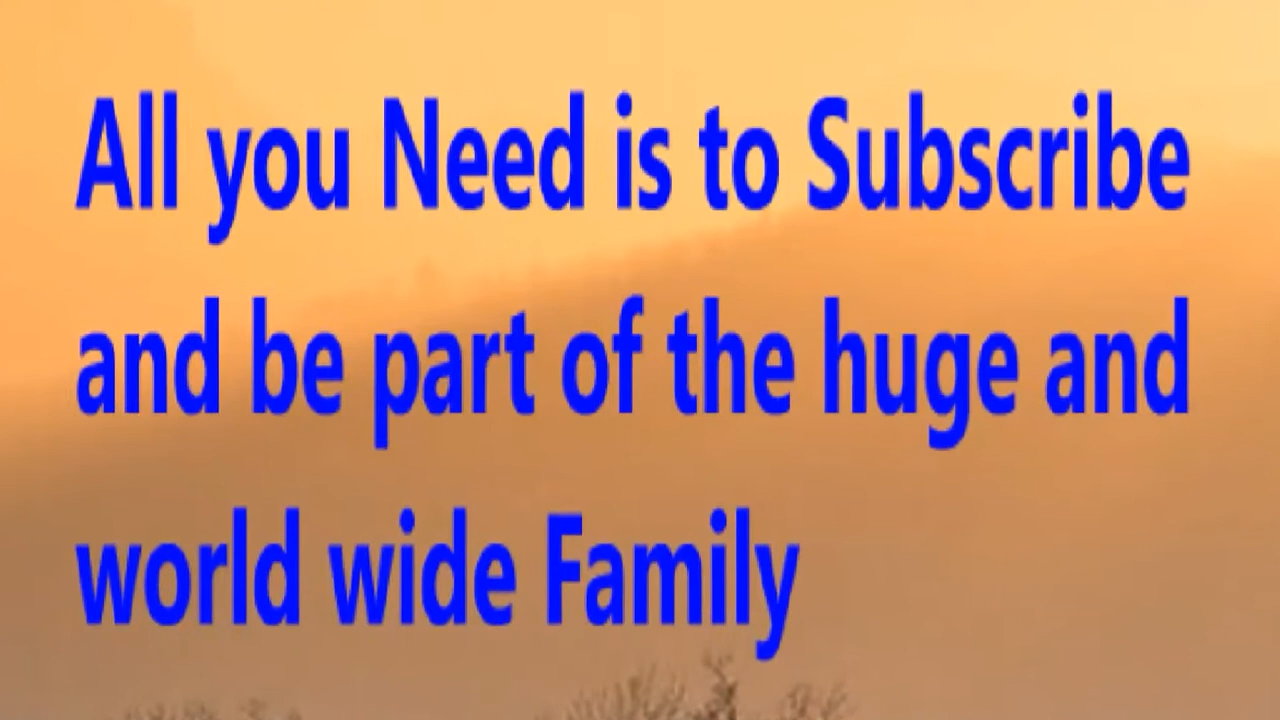 All you Need is to Subscribe
and be part of the huge and
world wide Family